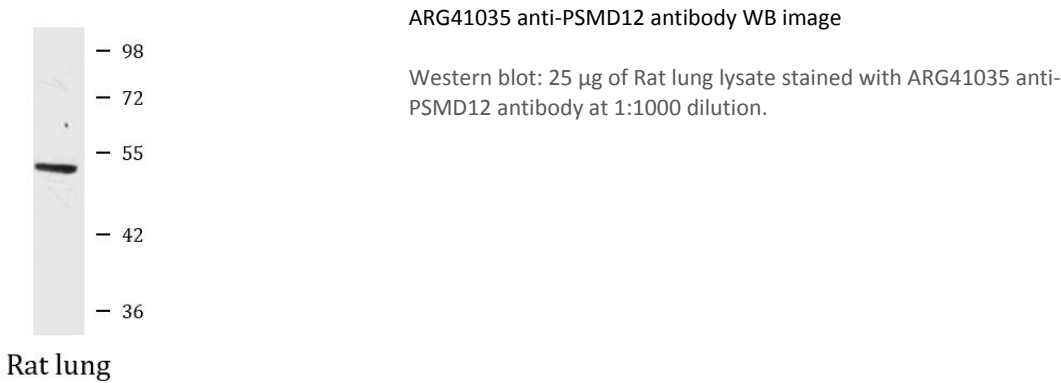 ARG41035 anti-PSMD12 antibody WB image
Western blot: 25 µg of Rat lung lysate stained with ARG41035 anti-
PSMD12 antibody at 1:1000 dilution.
98
72
55
42
36
Rat lung